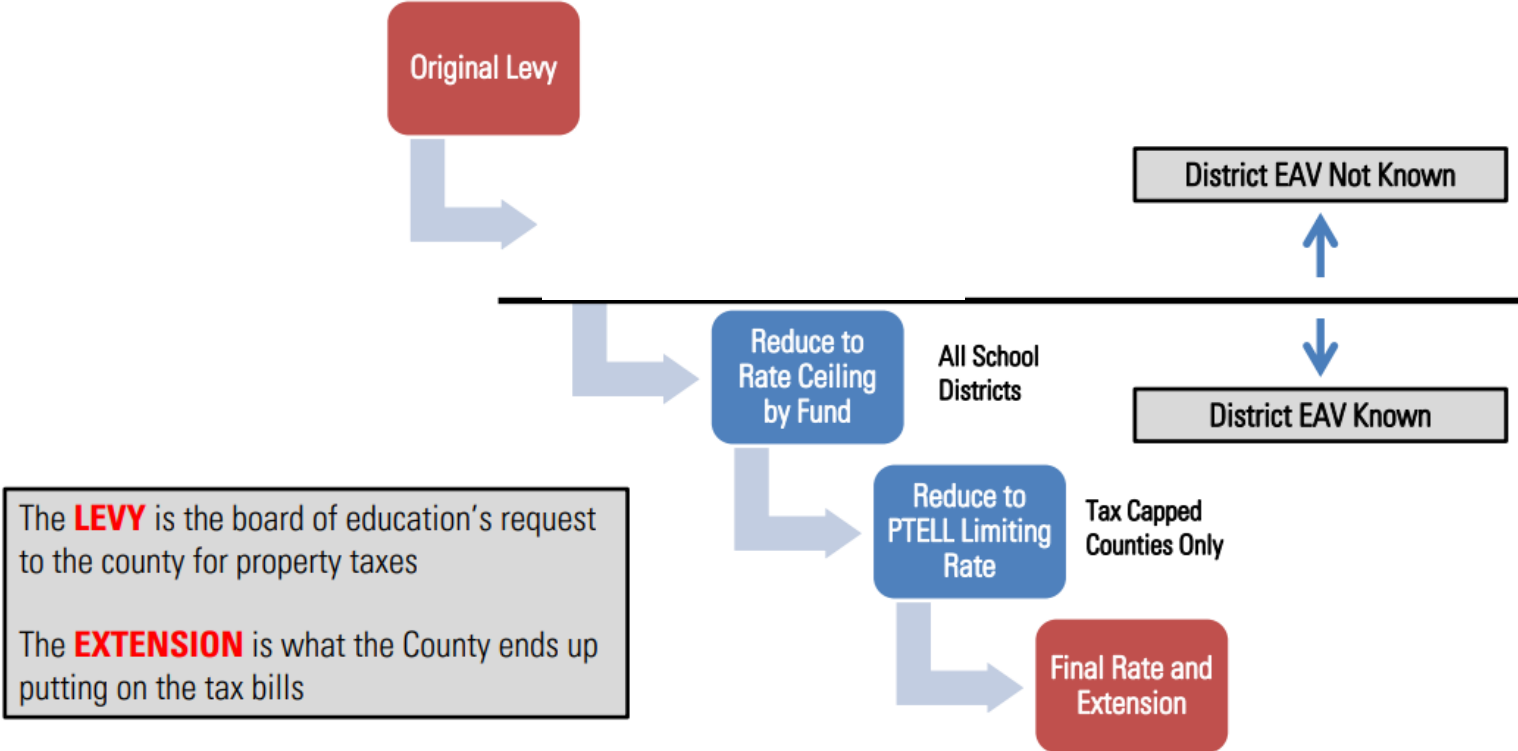 Original Levy
District EAV Not Known
Reduce to
Rate Ceiling
by Fund
All School
Districts
District EAV Known
Reduce to
PTELL Limiting
Rate
Tax Capped
Counties Only
The LEVY is the board of education's request
to the county for property taxes
The EXTENSION is what the County ends up
putting on the tax bills
Final Rate and
Extension